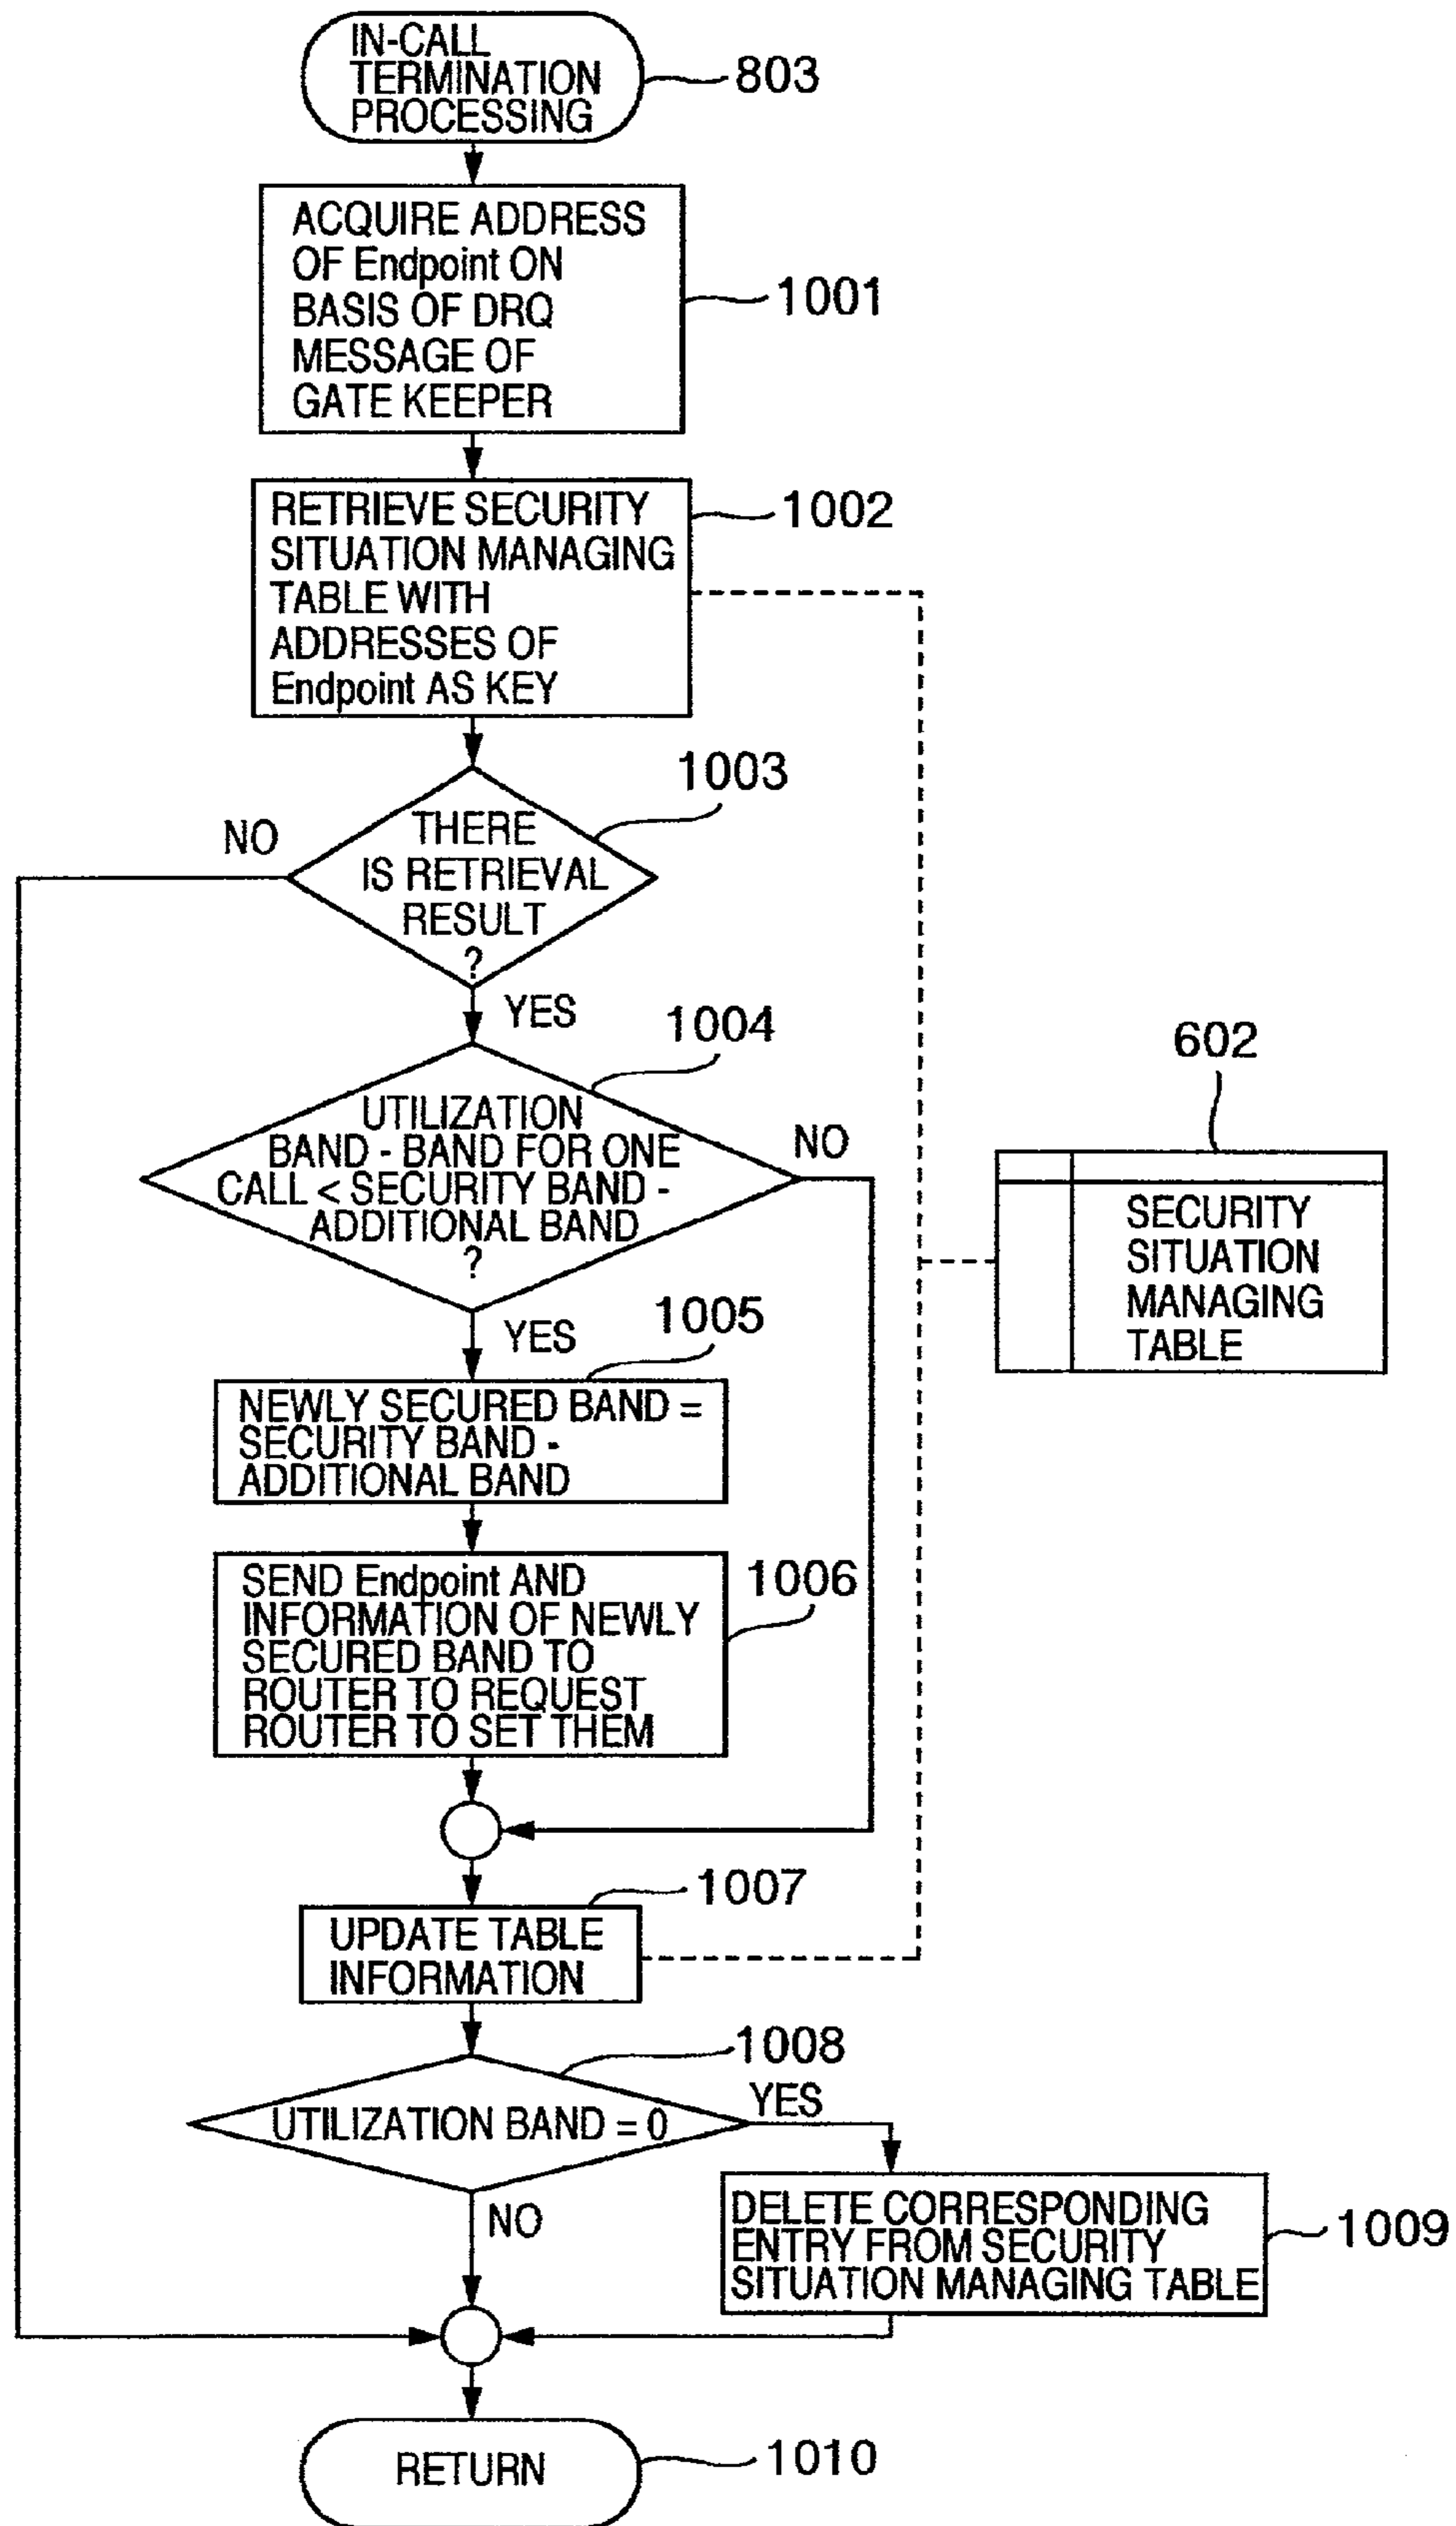 IN-CALL
TERMINATION
PROCESSING
803
ACQUIRE ADDRESS
OF Endpoint ON
BASIS OF DRQ
MESSAGE OF
GATE KEEPER
1001
RETRIEVE SECURITY
SITUATION MANAGING
TABLE WITH
ADDRESSES OF
Endpoint AS KEY
1002
1003
NO
THERE
IS RETRIEVAL
RESULT
?
YES
1004
UTILIZATION
BAND - BAND FOR ONE
CALL < SECURITY BAND -
ADDITIONAL BAND
?
NO
602
SECURITY
SITUATION
MANAGING
TABLE
YES
1005
NEWLY SECURED BAND =
SECURITY BAND -
ADDITIONAL BAND
SEND Endpoint AND
INFORMATION OF NEWLY
SECURED BAND TO
ROUTER TO REQUEST
ROUTER TO SET THEM
1006
1007
UPDATE TABLE
INFORMATION
1008
UTILIZATION BAND = 0
YES
NO
DELETE CORRESPONDING
ENTRY FROM SECURITY
SITUATION MANAGING TABLE
1009
RETURN
1010